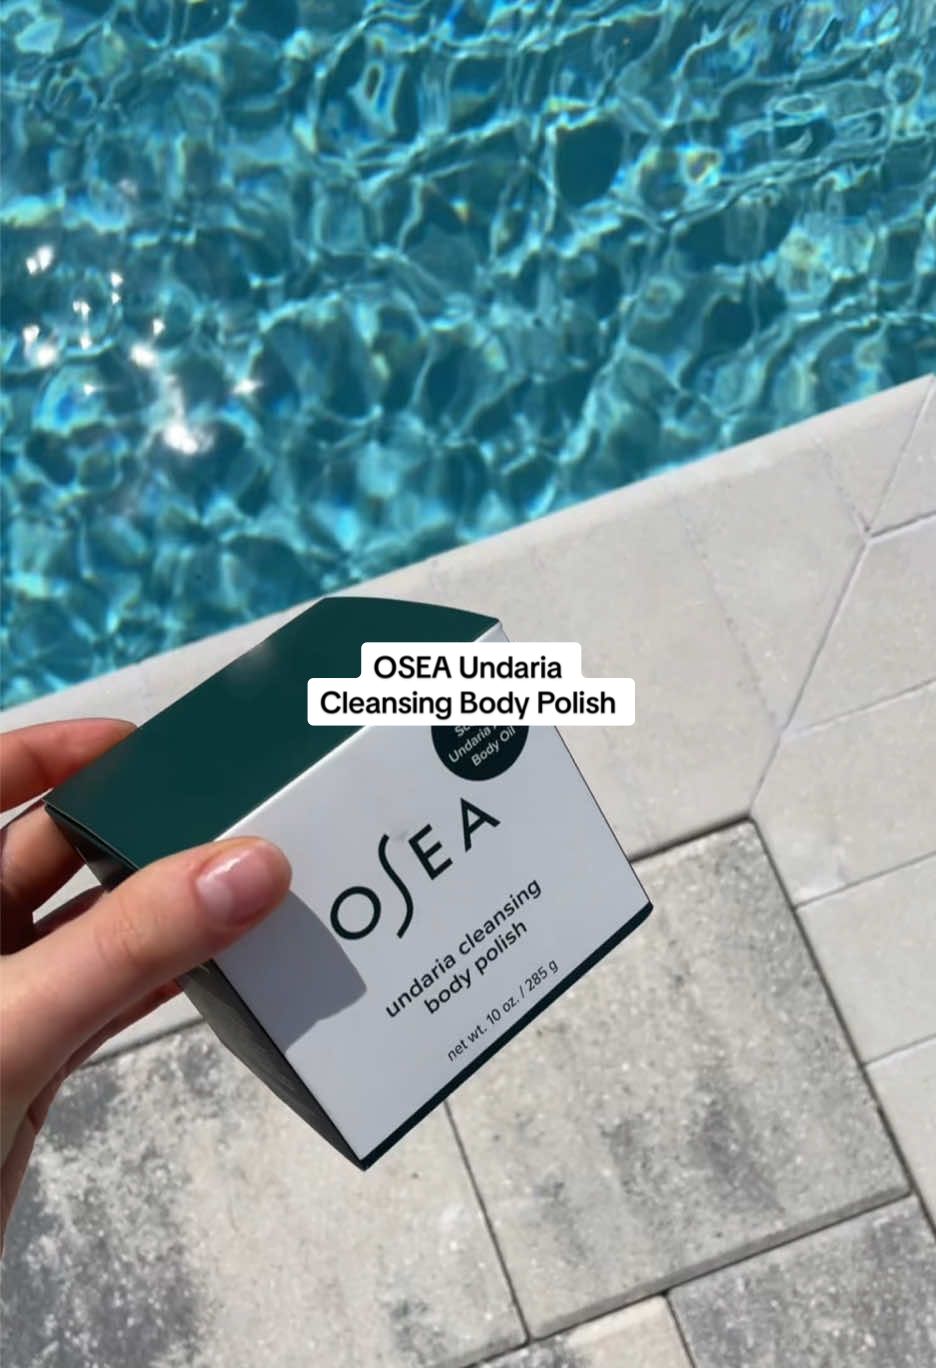 OSEA Undaria
Cleansing Body Polish
Undaria
Body Oil
OSEA
undaria cleansing
body polish
net wt. 10 oz. / 285 g